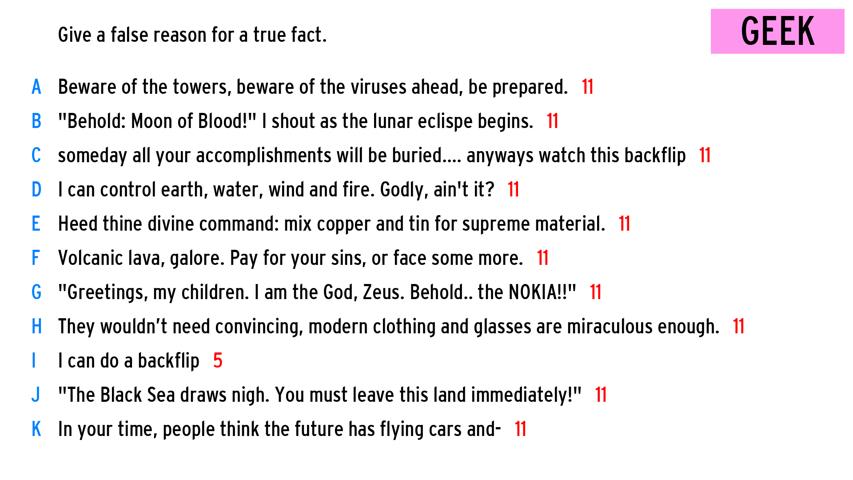 Give a false reason for a true fact.
GEEK
A Beware of the towers, beware of the viruses ahead, be prepared. 11
B "Behold: Moon of Blood!" I shout as the lunar eclispe begins. 11
C someday all your accomplishments will be buried.... anyways watch this backflip 11
D I can control earth, water, wind and fire. Godly, ain't it? 11
E Heed thine divine command: mix copper and tin for supreme material. 11
F Volcanic lava, galore. Pay for your sins, or face some more. 11
G "Greetings, my children. I am the God, Zeus. Behold.. the NOKIA!!" 11
H They wouldn’t need convincing, modern clothing and glasses are miraculous enough. 11
I I can do a backflip 5
J "The Black Sea draws nigh. You must leave this land immediately!" 11
K In your time, people think the future has flying cars and- 11